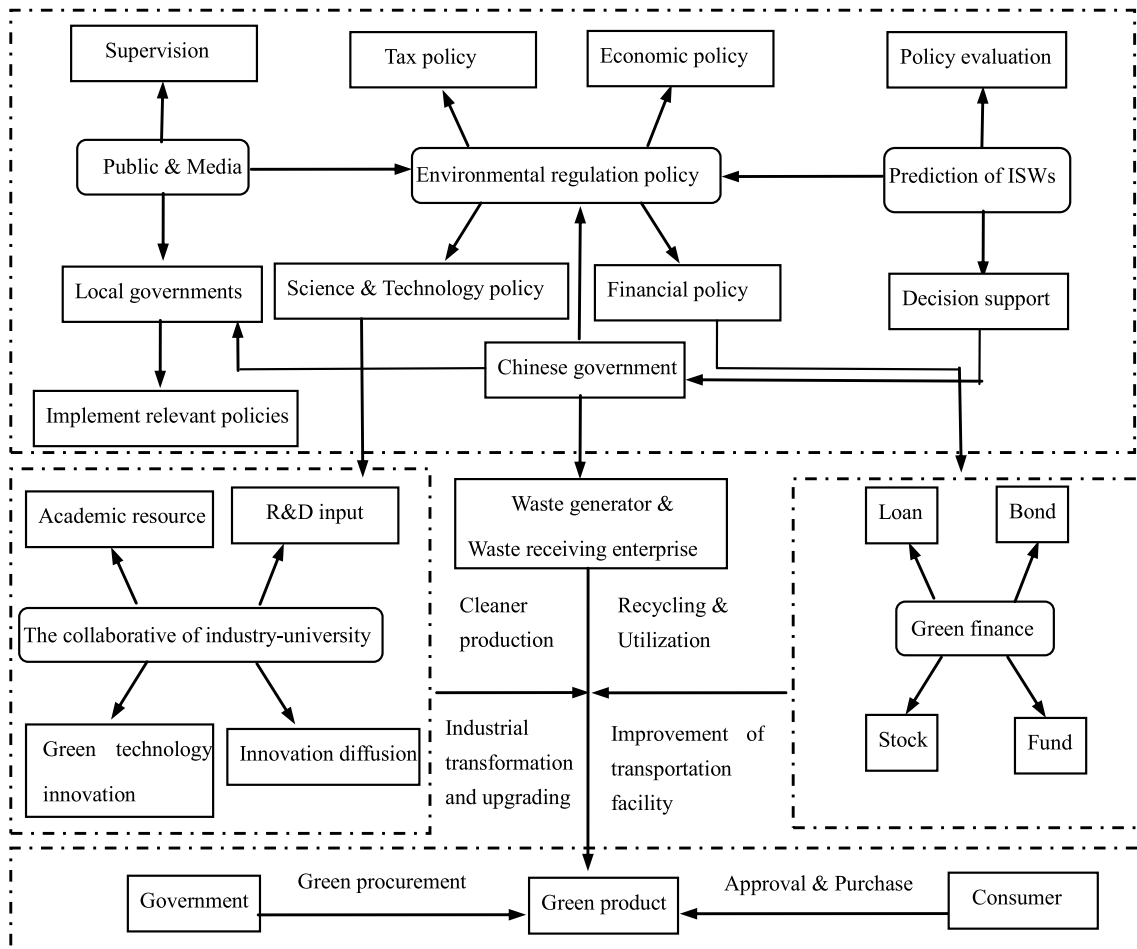 Supervision
Tax policy
Economic policy
Policy evaluation
Public & Media
Environmental regulation policy
Prediction of ISWs
Local governments
Science & Technology policy
Financial policy
Decision support
Chinese government
Implement relevant policies
Academic resource
R&D input
Waste generator &
Waste receiving enterprise
Loan
Bond
The collaborative of industry-university
Cleaner
production
Recycling &
Utilization
Green finance
Green technology
innovation
Innovation diffusion
Industrial
transformation
and upgrading
Improvement of
transportation
facility
Stock
Fund
Government
Green procurement
Green product
Approval & Purchase
Consumer